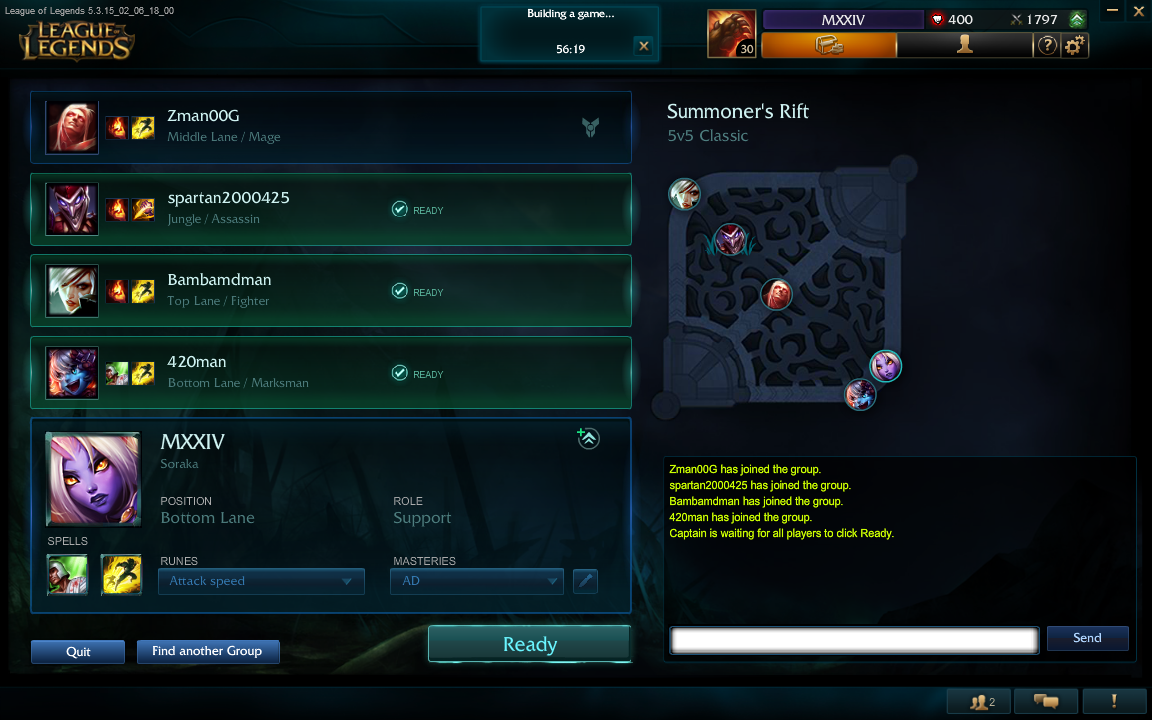 League of Legends 5.3.15_02_06_18_00
LEAGUE of LEGENDS
Building a game...
56:19
30
MXXIV
400
1797
?
Zman00G
Middle Lane / Mage
spartan2000425
Jungle / Assassin
READY
Bambamdman
Top Lane / Fighter
READY
420man
Bottom Lane / Marksman
READY
MXXIV
Soraka
POSITION
Bottom Lane
ROLE
Support
SPELLS
RUNES
Attack speed
MASTERIES
AD
Quit
Find another Group
Ready
Summoner's Rift
5v5 Classic
Zman00G has joined the group.
spartan2000425 has joined the group.
Bambamdman has joined the group.
420man has joined the group.
Captain is waiting for all players to click Ready.
Send
2
!